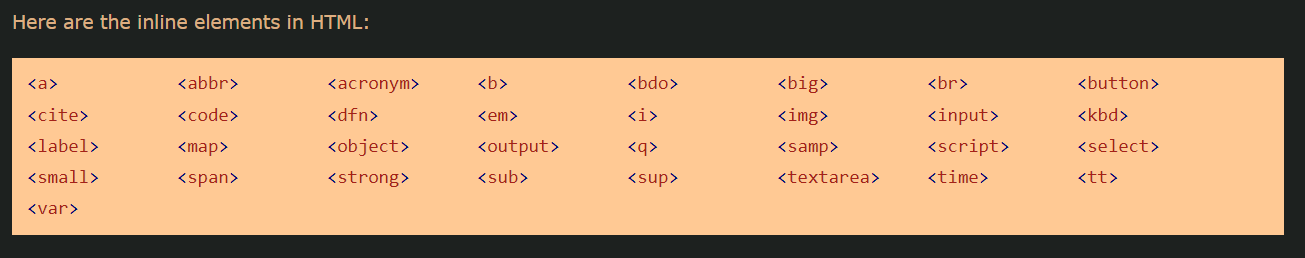 Here are the inline elements in HTML:
<a> <abbr> <acronym> <b> <bdo> <big> <br> <button>
<cite> <code> <dfn> <em> <i> <img> <input> <kbd>
<label> <map> <object> <output> <q> <samp> <script> <select>
<small> <span> <strong> <sub> <sup> <textarea> <time> <tt>
<var>